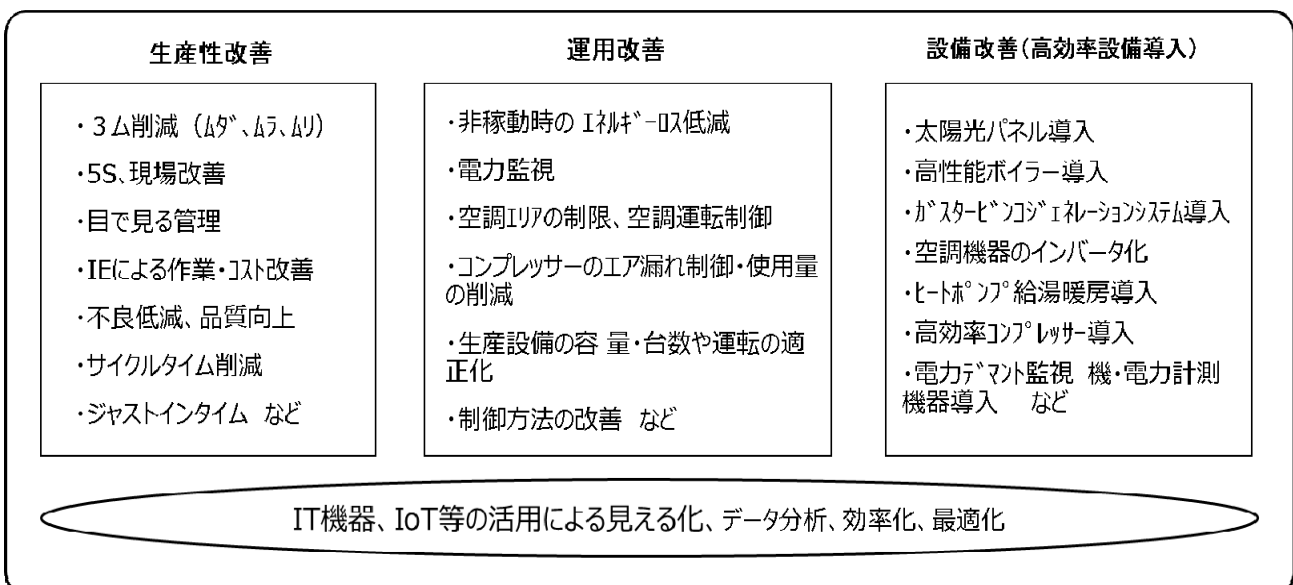 生産性改善
・３ム削減（ﾑﾀﾞ、ﾑﾗ、ﾑﾘ）
・5S、現場改善
・目で見る管理
・IEによる作業・ｺｽﾄ改善
・不良低減、品質向上
・サイクルタイム削減
・ジャストインタイム など
運用改善
・非稼動時の ｴﾈﾙｷﾞｰﾛｽ低減
・電力監視
・空調ｴﾘｱの制限、空調運転制御
・コンプレッサーのエア漏れ制御・使用量
の削減
・生産設備の容 量・台数や運転の適
正化
・制御方法の改善 など
設備改善（高効率設備導入）
・太陽光パネル導入
・高性能ボイラー導入
・ｶﾞｽﾀｰﾋﾞﾝｺｼﾞｪﾈﾚｰｼｮﾝｼｽﾃﾑ導入
・空調機器のインバータ化
・ﾋｰﾄﾎﾟﾝﾌﾟ給湯暖房導入
・高効率ｺﾝﾌﾟﾚｯｻｰ導入
・電力ﾃﾞﾏﾝﾄ監視 機・電力計測
機器導入 など
IT機器、IoT等の活用による見える化、データ分析、効率化、最適化